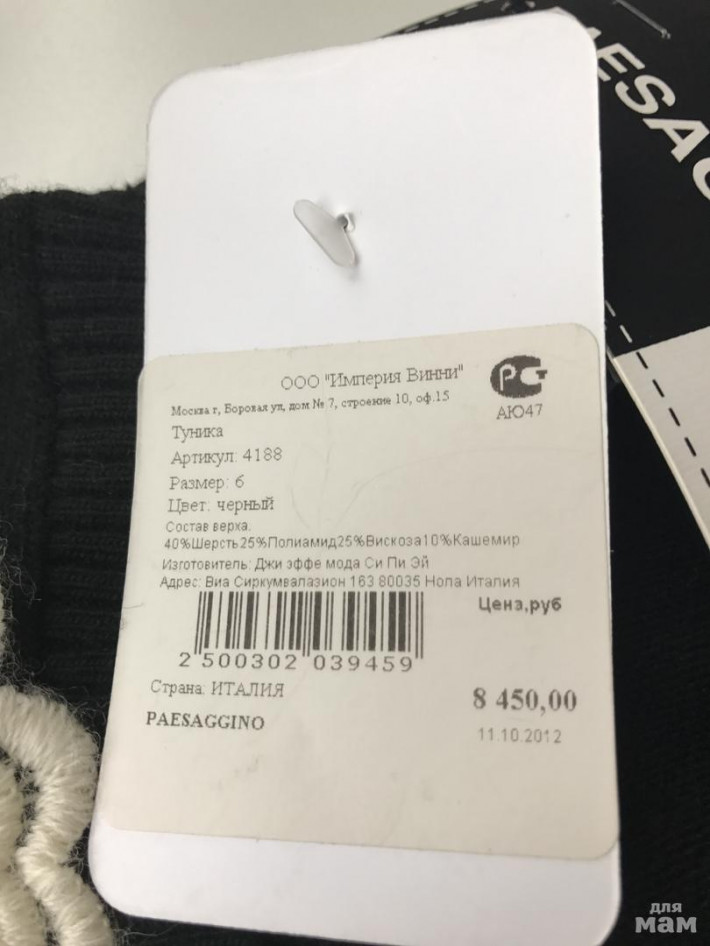 AESAG
ООО "Империя Винни"
РСТ
АЮ47
Москва г, Боровая ул, дом № 7, строение 10, оф.15
Туника
Артикул: 4188
Размер: 6
Цвет: черный
Состав верха.
40%Шерсть25%Полиамид25%Вискоза10%Кашемир
Изготовитель: Джи эффе мода Си Пи Эй
Адрес: Виа Сиркумвалазион 163 80035 Нола Италия
Цена,руб
2 500302 039459
Страна: ИТАЛИЯ
8 450,00
PAESAGGINO
11.10.2012
для
мам